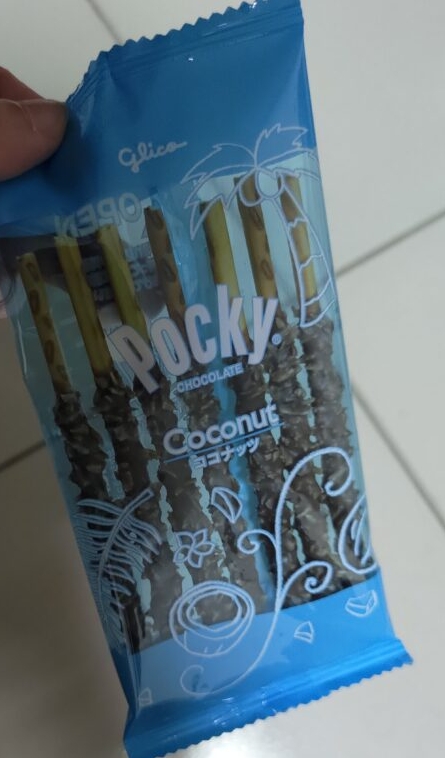 Glico
OPEN
Pocky®
CHOCOLATE
Coconut
ココナッツ